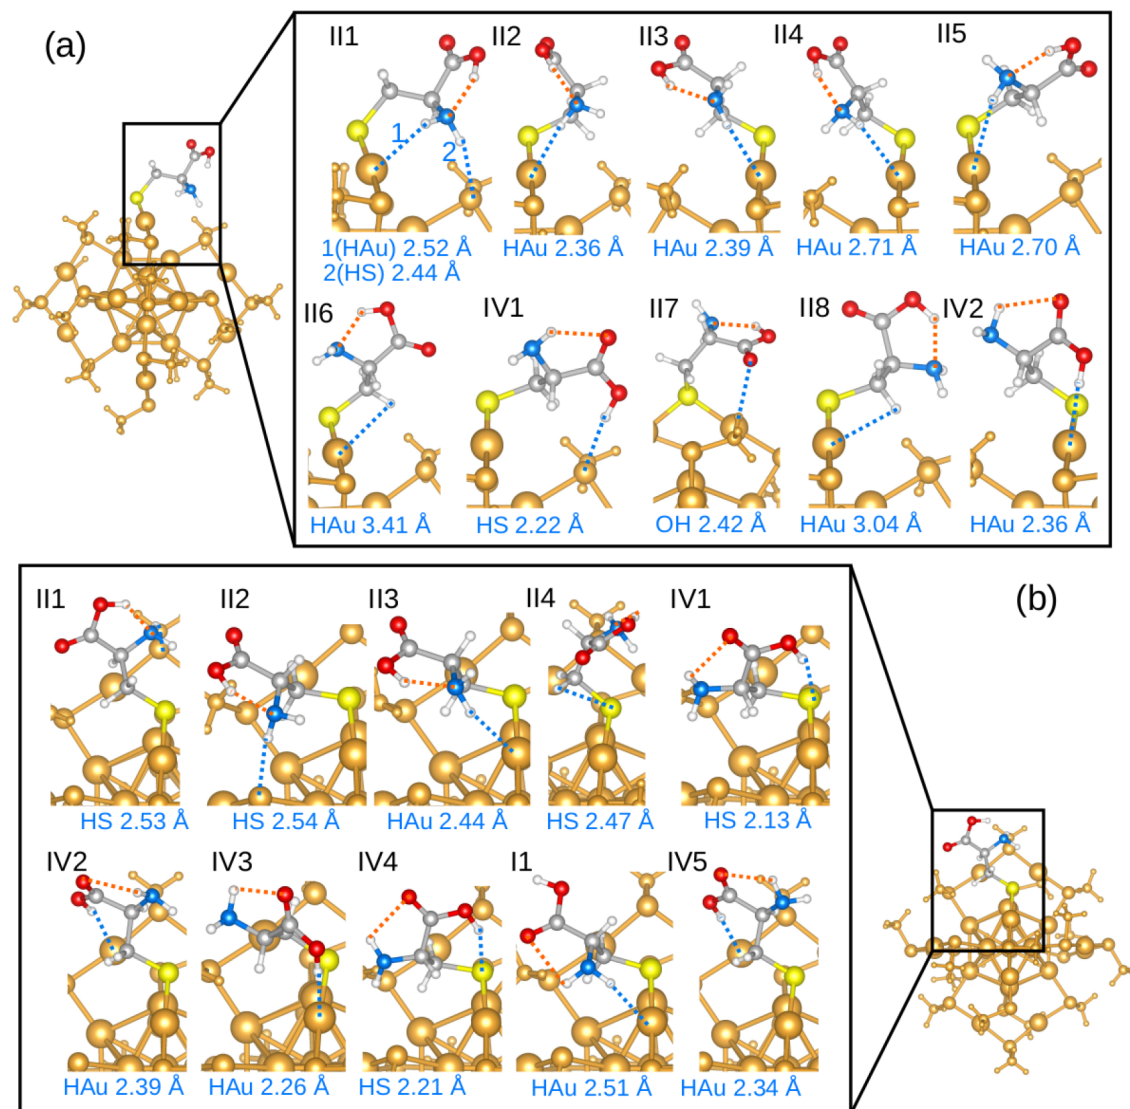 (a)
II1 II2 II3 II4 II5
1
2
1(HAu) 2.52 Å HAu 2.36 Å HAu 2.39 Å HAu 2.71 Å HAu 2.70 Å
2(HS) 2.44 Å
II6 IV1 II7 II8 IV2
HAu 3.41 Å HS 2.22 Å OH 2.42 Å HAu 3.04 Å HAu 2.36 Å
(b)
II1 II2 II3 II4 IV1
HS 2.53 Å HS 2.54 Å HAu 2.44 Å HS 2.47 Å HS 2.13 Å
IV2 IV3 IV4 I1 IV5
HAu 2.39 Å HAu 2.26 Å HS 2.21 Å HAu 2.51 Å HAu 2.34 Å